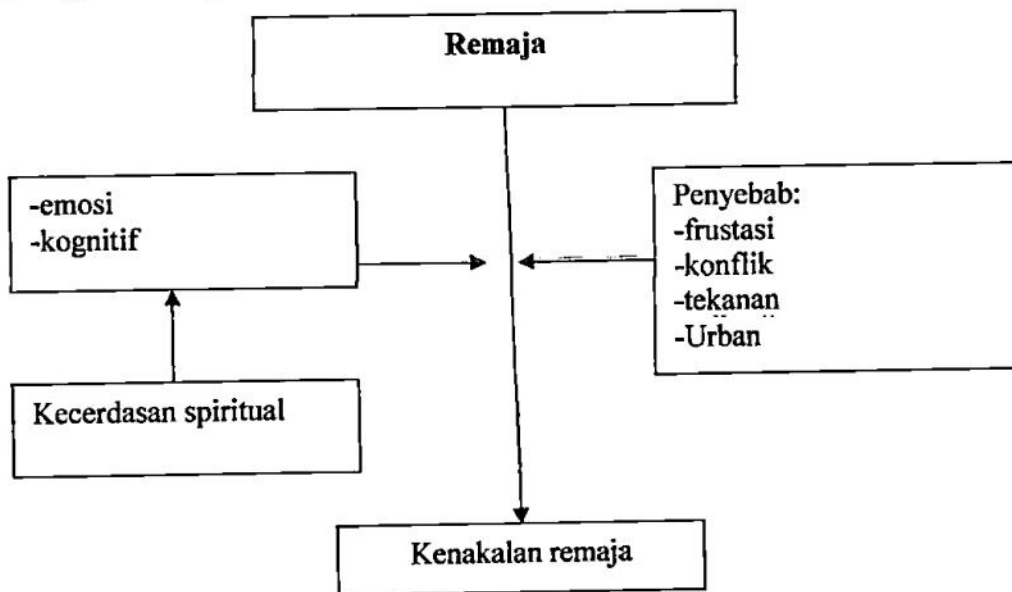 Remaja
-emosi
-kognitif
Penyebab:
-frustasi
-konflik
-tekanan
-Urban
Kecerdasan spiritual
Kenakalan remaja